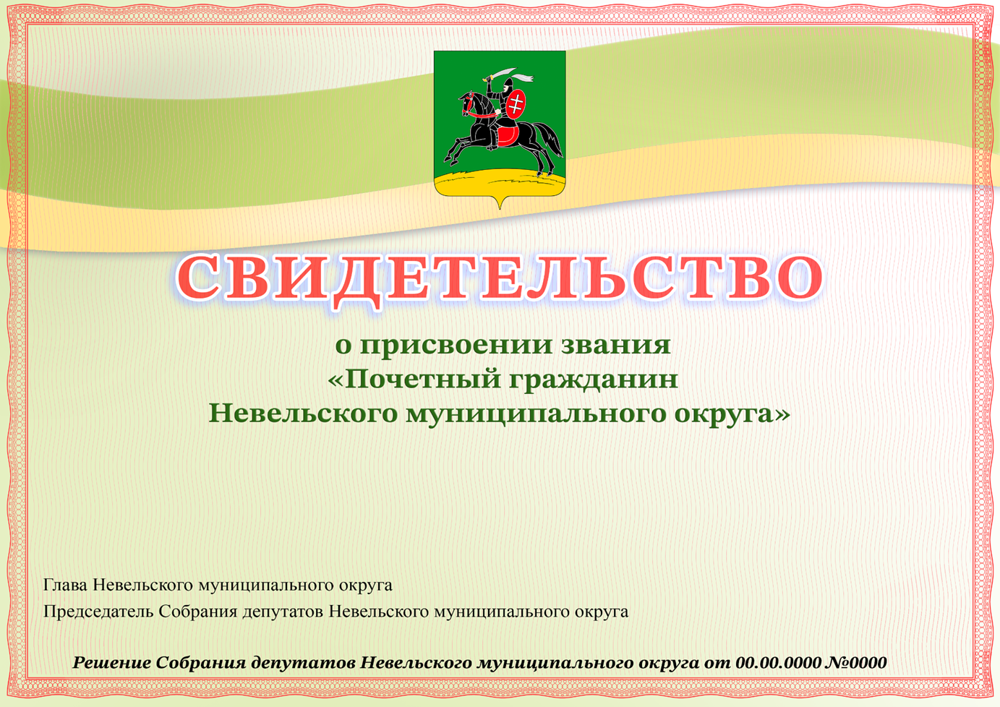 СВИДЕТЕЛЬСТВО
о присвоении звания
«Почетный гражданин
Невельского муниципального округа»
Глава Невельского муниципального округа
Председатель Собрания депутатов Невельского муниципального округа
Решение Собрания депутатов Невельского муниципального округа от 00.00.0000 №0000